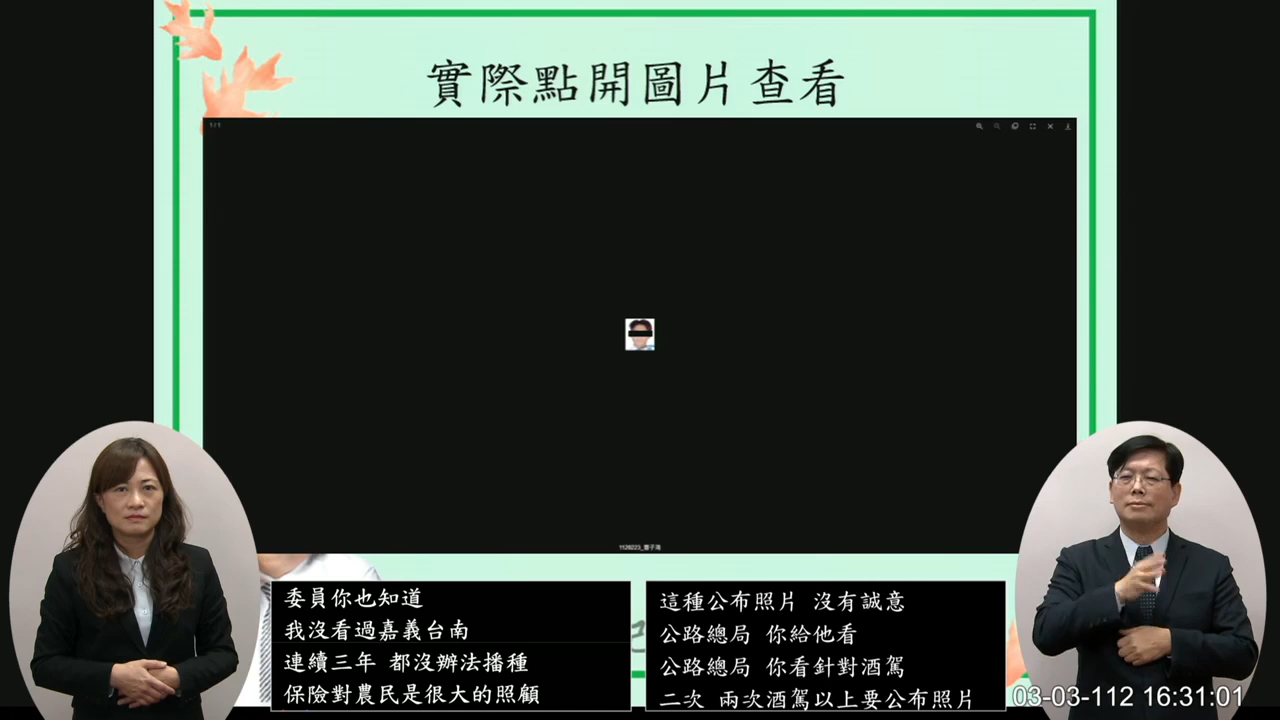 實際點開圖片查看
1 / 1
委員你也知道
我沒看過嘉義台南
連續三年 都沒辦法播種
保險對農民是很大的照顧
這種公布照片 沒有誠意
公路總局 你給他看
公路總局 你看針對酒駕
二次 兩次酒駕以上要公布照片
03-03-112 16:31:01